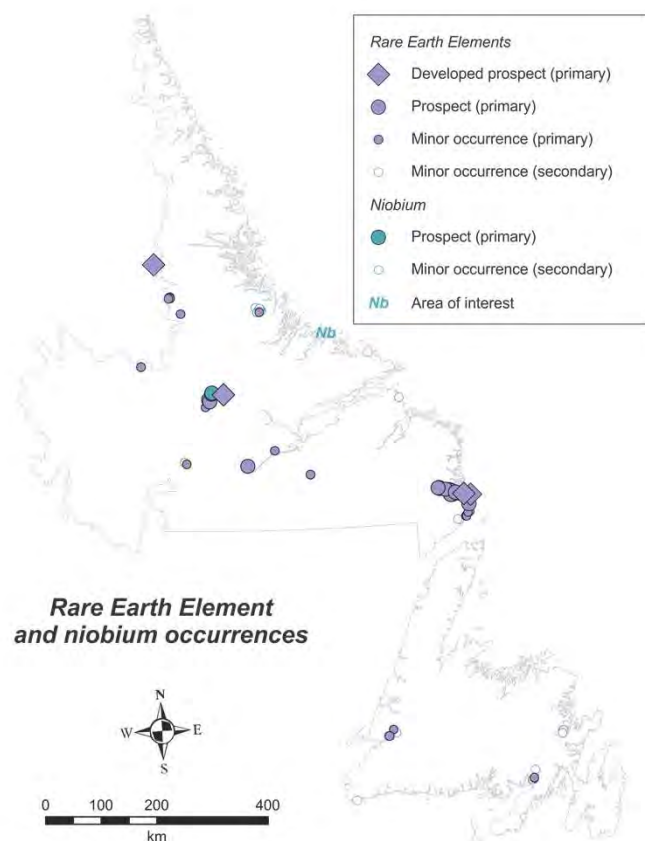 Rare Earth Elements
Developed prospect (primary)
Prospect (primary)
Minor occurrence (primary)
Minor occurrence (secondary)
Niobium
Prospect (primary)
Minor occurrence (secondary)
Nb Area of interest
Nb
Rare Earth Element
and niobium occurrences
N
W E
S
0 100 200 400
km